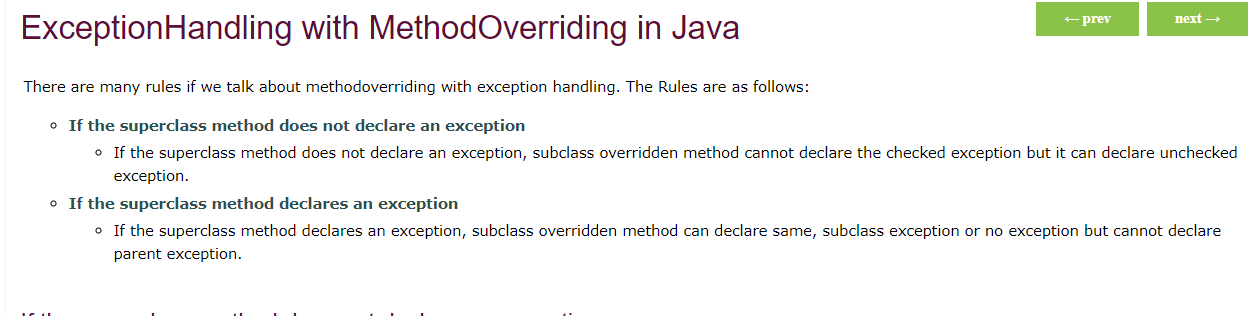 ExceptionHandling with MethodOverriding in Java
← prev
next →
There are many rules if we talk about methodoverriding with exception handling. The Rules are as follows:
If the superclass method does not declare an exception
If the superclass method does not declare an exception, subclass overridden method cannot declare the checked exception but it can declare unchecked
exception.
If the superclass method declares an exception
If the superclass method declares an exception, subclass overridden method can declare same, subclass exception or no exception but cannot declare
parent exception.